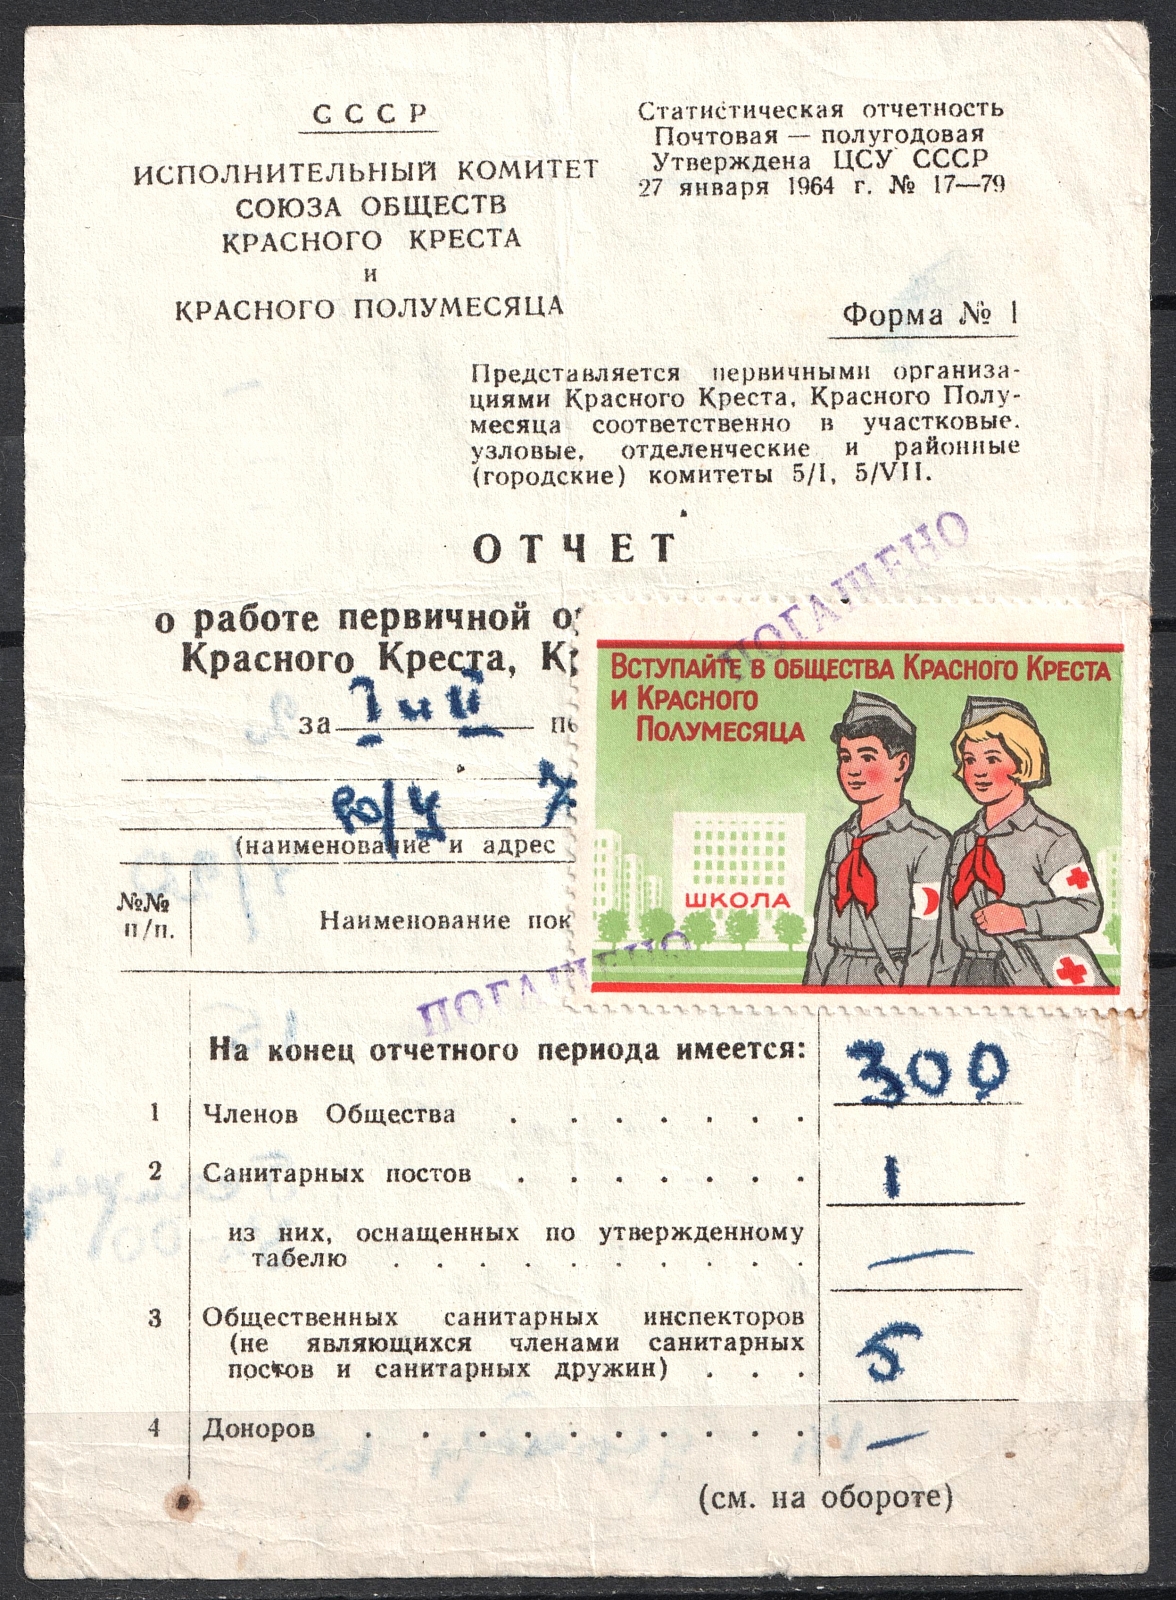 СССР
ИСПОЛНИТЕЛЬНЫЙ КОМИТЕТ
СОЮЗА ОБЩЕСТВ
КРАСНОГО КРЕСТА
и
КРАСНОГО ПОЛУМЕСЯЦА
Статистическая отчетность
Почтовая — полугодовая
Утверждена ЦСУ СССР
27 января 1964 г. № 17—79
Форма № 1
Представляется первичными организа-
циями Красного Креста, Красного Полу-
месяца соответственно в участковые,
узловые, отделенческие и районные
(городские) комитеты 5/I, 5/VII.
ОТЧЕТ
о работе первичной о
Красного Креста, К
за I и II п
ПОГАШЕНО
ВСТУПАЙТЕ В ОБЩЕСТВА КРАСНОГО КРЕСТА
И КРАСНОГО
ПОЛУМЕСЯЦА
ШКОЛА
7
(наименование и адрес
№№
п/п.
Наименование пок
ПОГАШЕНО
На конец отчетного периода имеется:
1 Членов Общества . . . . . . . 300
2 Санитарных постов . . . . . . . 1
из них, оснащенных по утвержденному
табелю . . . . . . . . . . —
3 Общественных санитарных инспекторов
(не являющихся членами санитарных
постов и санитарных дружин) . . . 5
4 Доноров . . . . . . . . . —
(см. на обороте)